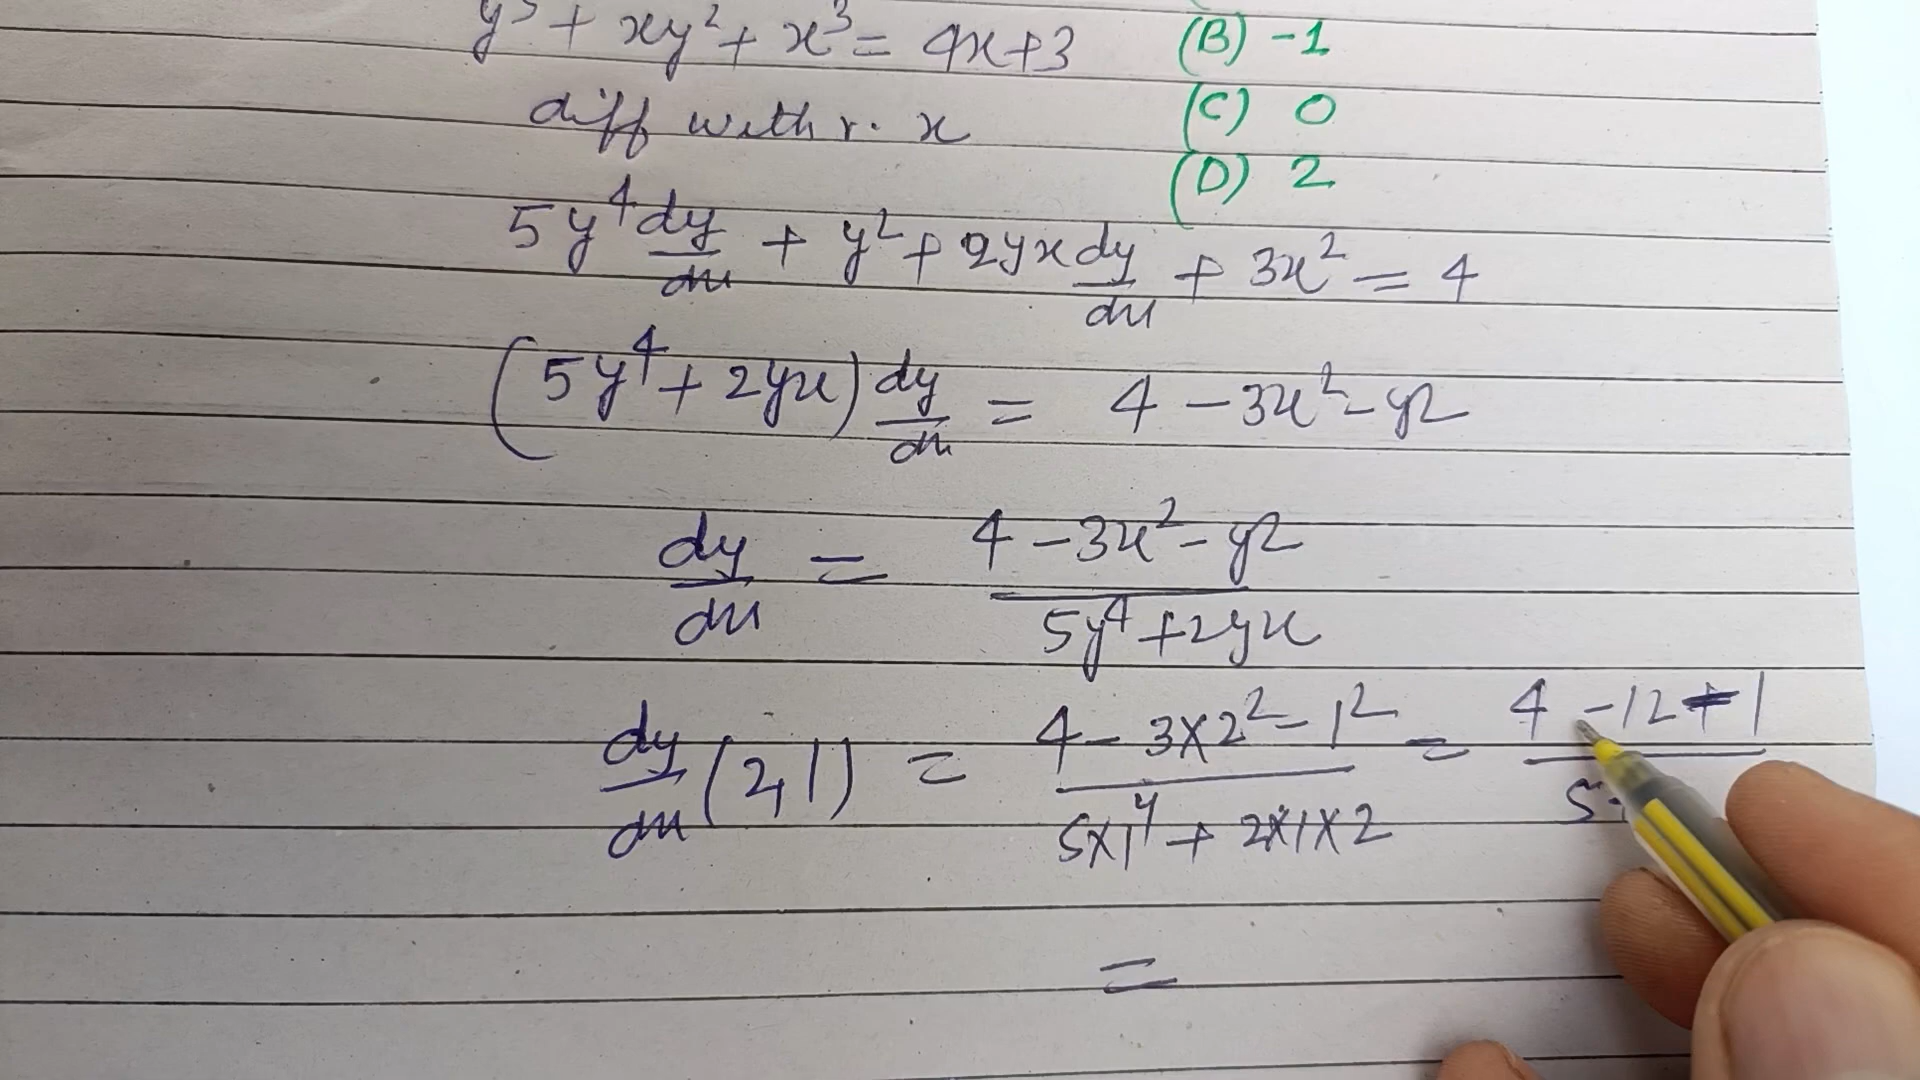 y⁵ + xy² + x³ = 4x+3 (B) -1
diff with r. x (C) 0
(D) 2
5y⁴ dy/dx + y² + 2yx dy/dx + 3x² = 4
(5y⁴ + 2yx) dy/dx = 4 - 3x² - y²
dy/dx = (4 - 3x² - y²)/(5y⁴ + 2yx)
dy/dx (2,1) = (4 - 3×2² - 1²)/(5×1⁴ + 2×1×2) = (4 - 12 - 1)/5
=